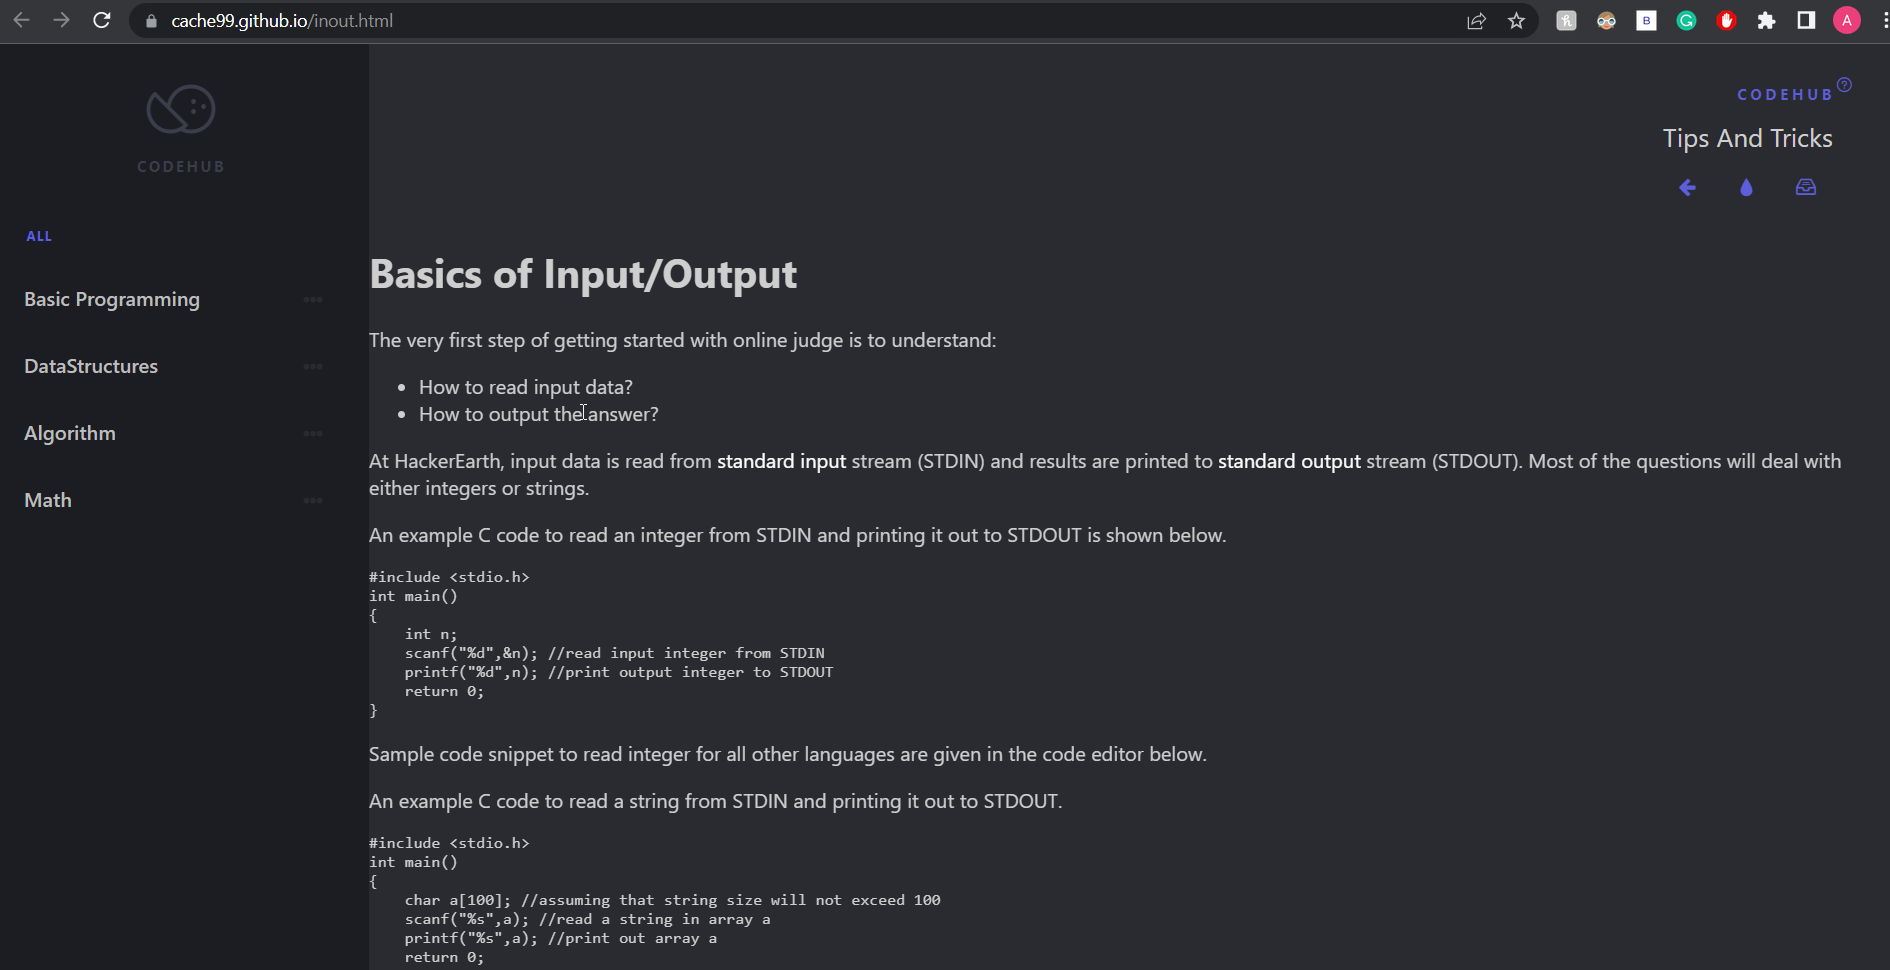 cache99.github.io/inout.html
B
A
CODEHUB
ALL
Basic Programming
DataStructures
Algorithm
Math
CODEHUB
Tips And Tricks
Basics of Input/Output
The very first step of getting started with online judge is to understand:
• How to read input data?
• How to output the answer?
At HackerEarth, input data is read from standard input stream (STDIN) and results are printed to standard output stream (STDOUT). Most of the questions will deal with
either integers or strings.
An example C code to read an integer from STDIN and printing it out to STDOUT is shown below.
#include <stdio.h>
int main()
{
    int n;
    scanf("%d",&n); //read input integer from STDIN
    printf("%d",n); //print output integer to STDOUT
    return 0;
}
Sample code snippet to read integer for all other languages are given in the code editor below.
An example C code to read a string from STDIN and printing it out to STDOUT.
#include <stdio.h>
int main()
{
    char a[100]; //assuming that string size will not exceed 100
    scanf("%s",a); //read a string in array a
    printf("%s",a); //print out array a
    return 0;